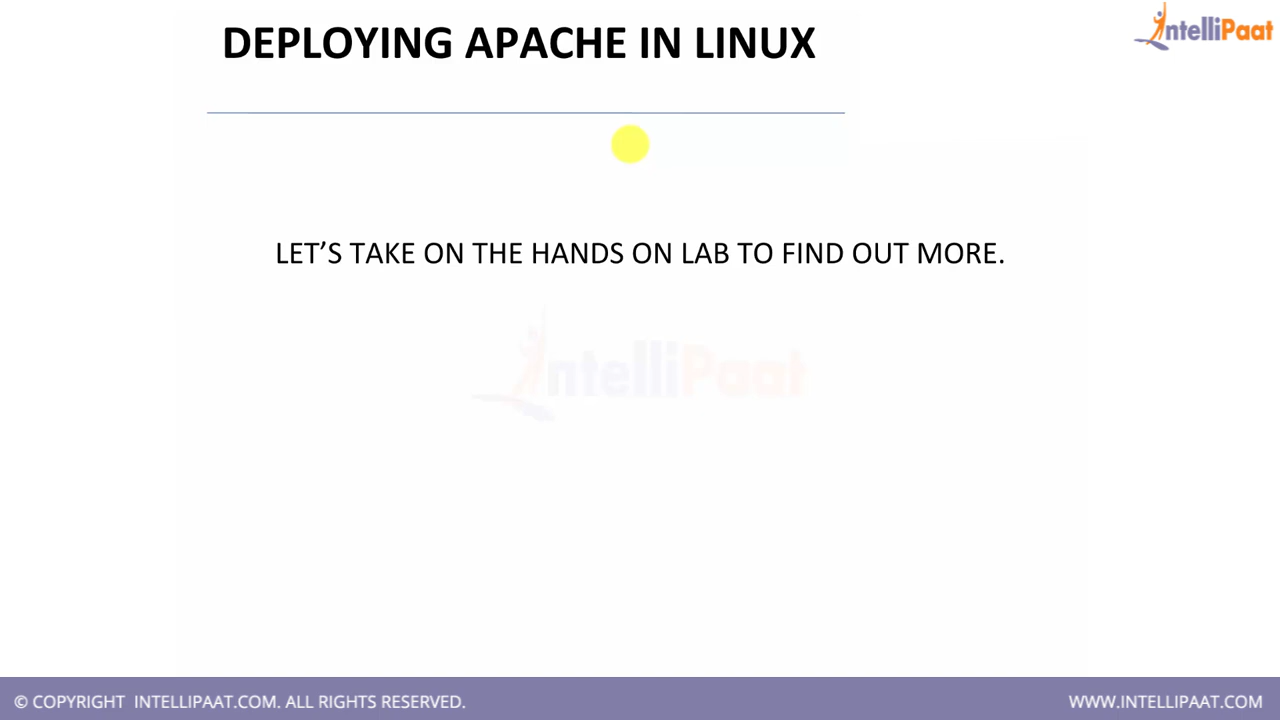 DEPLOYING APACHE IN LINUX
IntelliPaat
LET’S TAKE ON THE HANDS ON LAB TO FIND OUT MORE.
IntelliPaat
© COPYRIGHT INTELLIPAAT.COM. ALL RIGHTS RESERVED.
WWW.INTELLIPAAT.COM